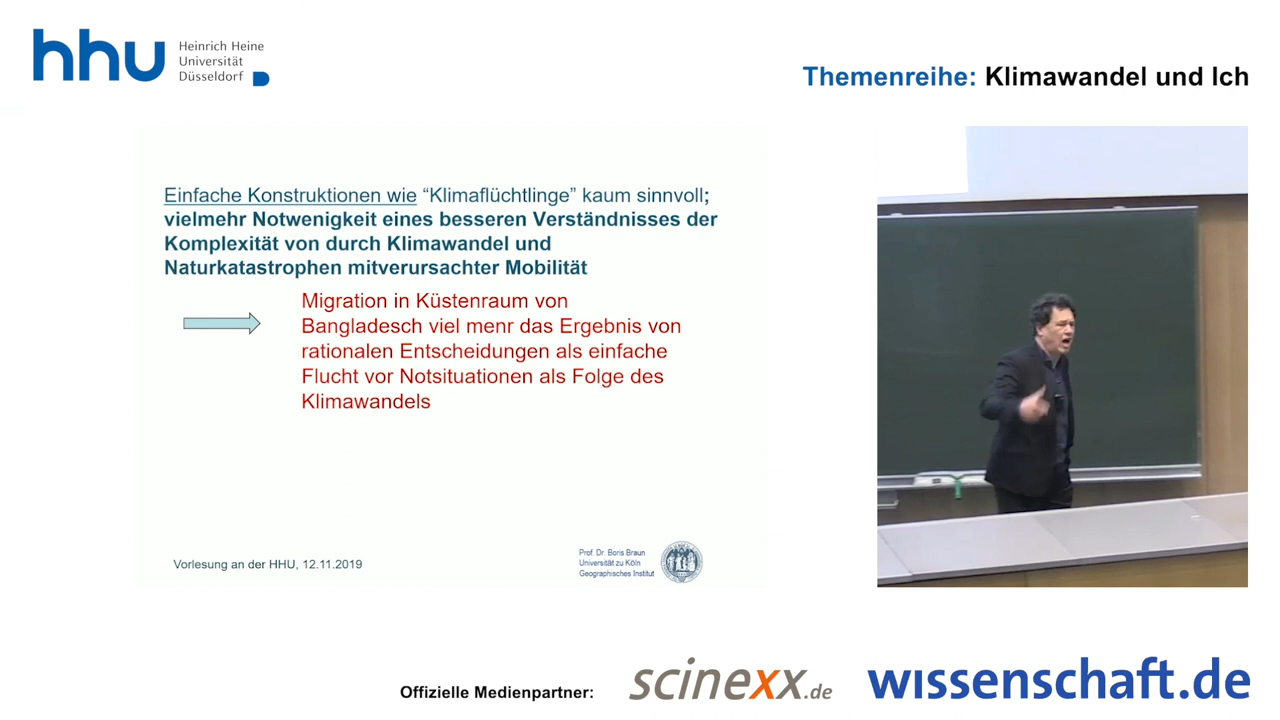 hhu Heinrich Heine
Universität
Düsseldorf
Themenreihe: Klimawandel und Ich
Einfache Konstruktionen wie “Klimaflüchtlinge” kaum sinnvoll;
vielmehr Notwenigkeit eines besseren Verständnisses der
Komplexität von durch Klimawandel und
Naturkatastrophen mitverursachter Mobilität
Migration in Küstenraum von
Bangladesch viel menr das Ergebnis von
rationalen Entscheidungen als einfache
Flucht vor Notsituationen als Folge des
Klimawandels
Vorlesung an der HHU, 12.11.2019
Prof. Dr. Boris Braun
Universität zu Köln
Geographisches Institut
Offizielle Medienpartner:
scinexx.de
wissenschaft.de